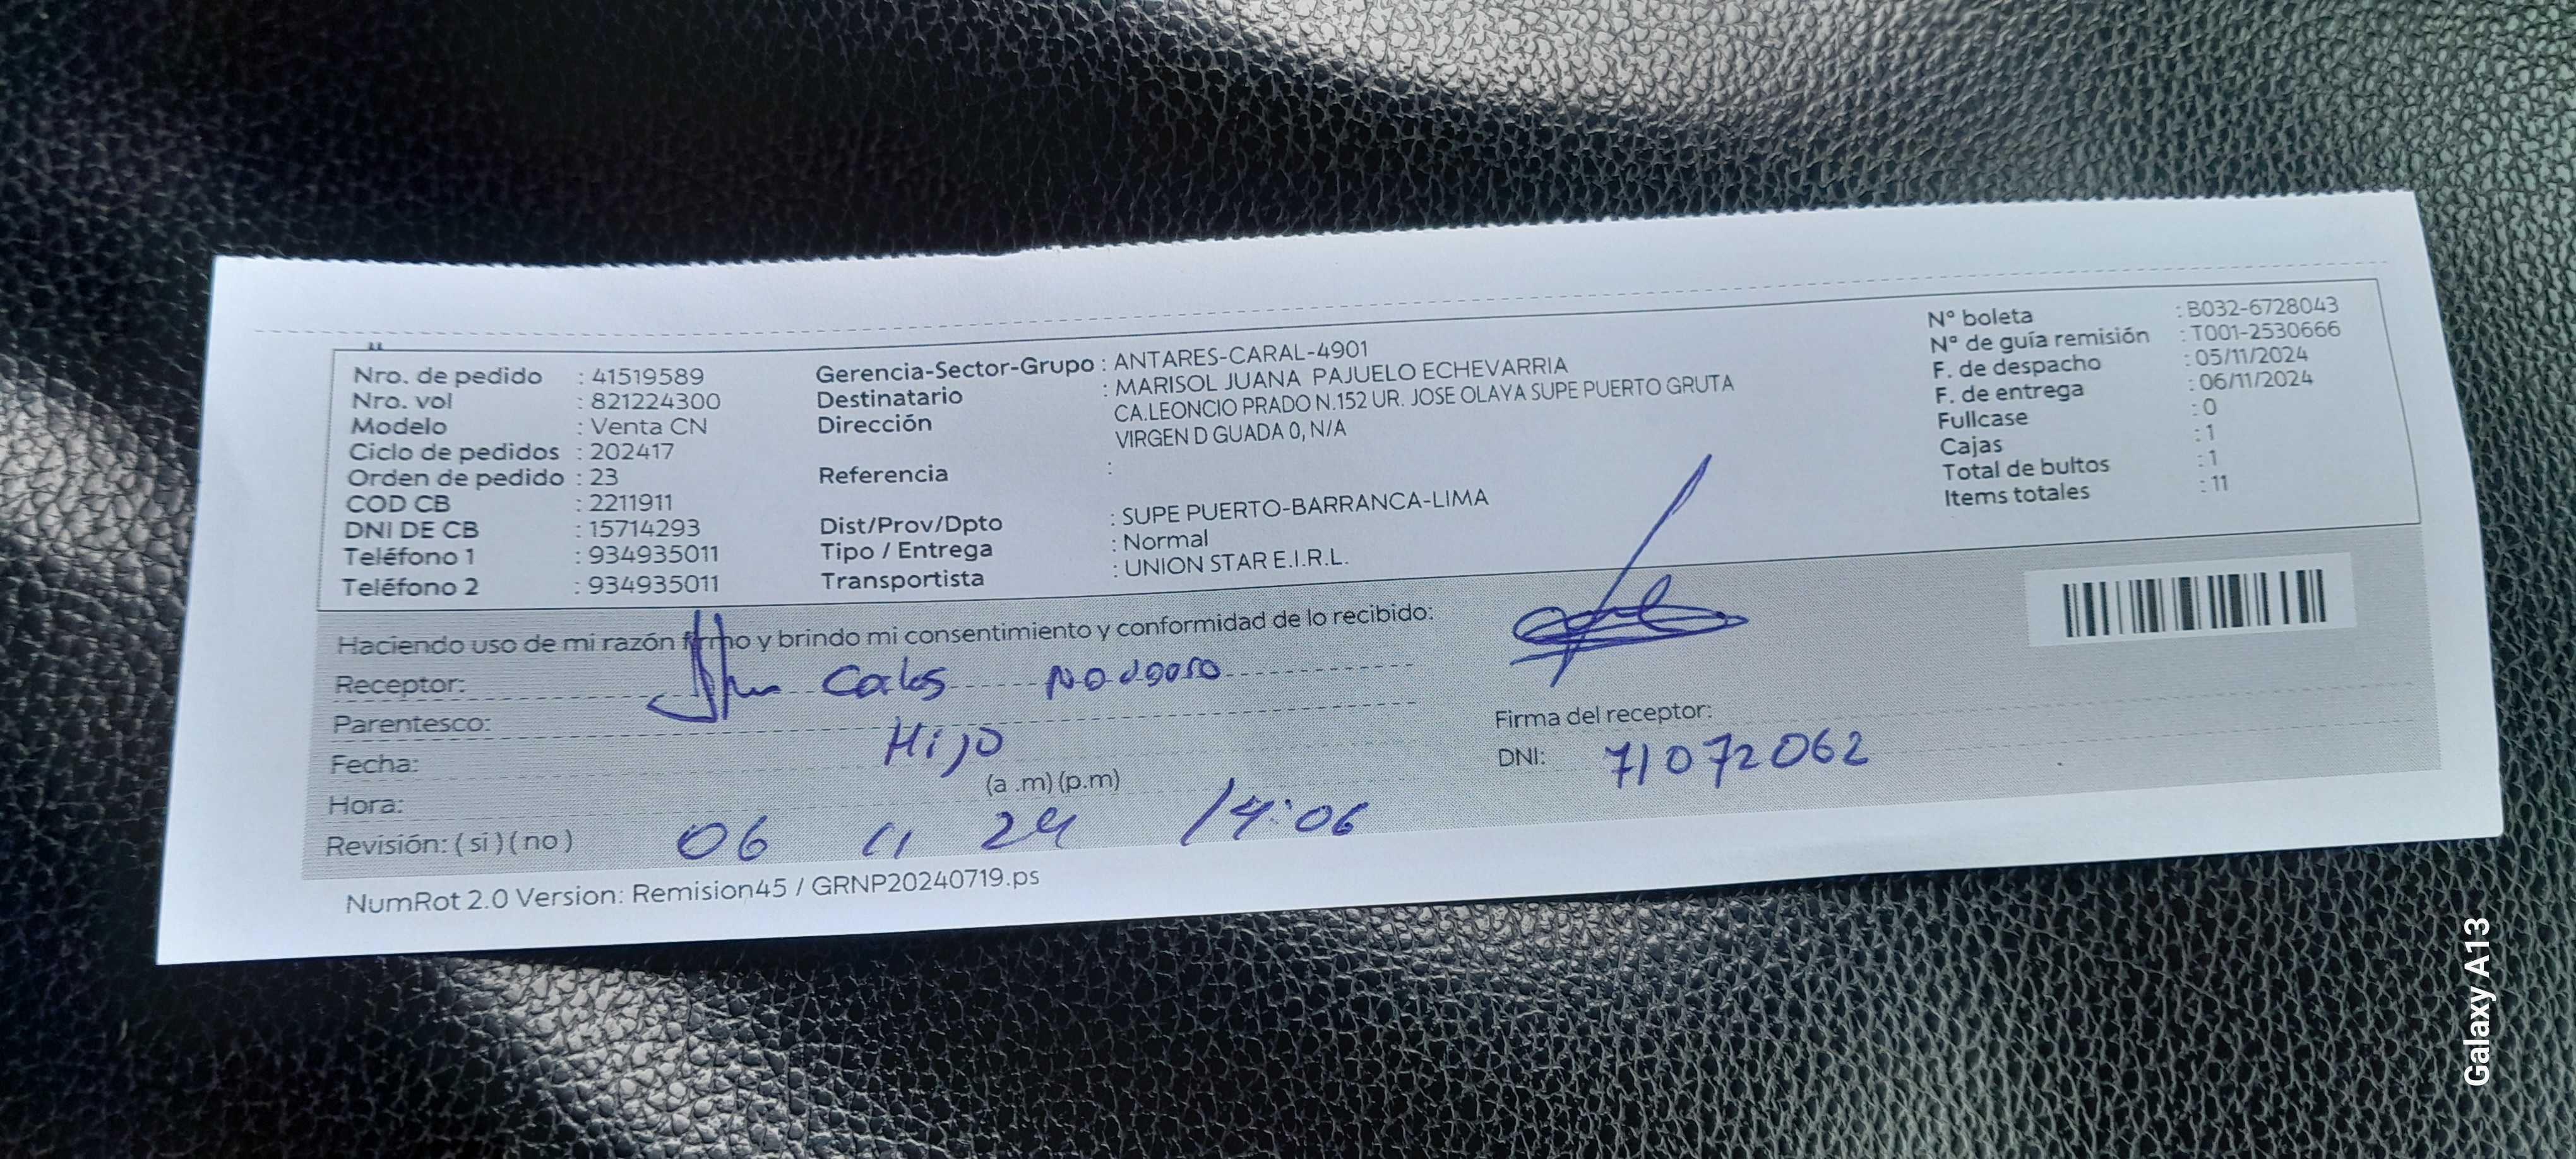 Nro. de pedido : 41519589
Nro. vol : 821224300
Modelo : Venta CN
Ciclo de pedidos : 202417
Orden de pedido : 23
COD CB : 2211911
DNI DE CB : 15714293
Teléfono 1 : 934935011
Teléfono 2 : 934935011
Gerencia-Sector-Grupo : ANTARES-CARAL-4901
Destinatario : MARISOL JUANA PAJUELO ECHEVARRIA
Dirección CA.LEONCIO PRADO N.152 UR. JOSE OLAYA SUPE PUERTO GRUTA
VIRGEN D GUADA 0, N/A
Referencia :
Dist/Prov/Dpto : SUPE PUERTO-BARRANCA-LIMA
Tipo / Entrega : Normal
Transportista : UNION STAR E.I.R.L.
N° boleta : B032-6728043
N° de guía remisión : T001-2530666
F. de despacho : 05/11/2024
F. de entrega : 06/11/2024
Fullcase : 0
Cajas : 1
Total de bultos : 1
Items totales : 11
Haciendo uso de mi razón firmo y brindo mi consentimiento y conformidad de lo recibido:
Receptor: Carlos
Parentesco: Hijo
Fecha:
Hora: (a .m) (p.m)
Revisión: ( si ) ( no ) 06 11 24 14:06
Firma del receptor:
DNI: 71072062
NumRot 2.0 Version: Remision45 / GRNP20240719.ps
Galaxy A13